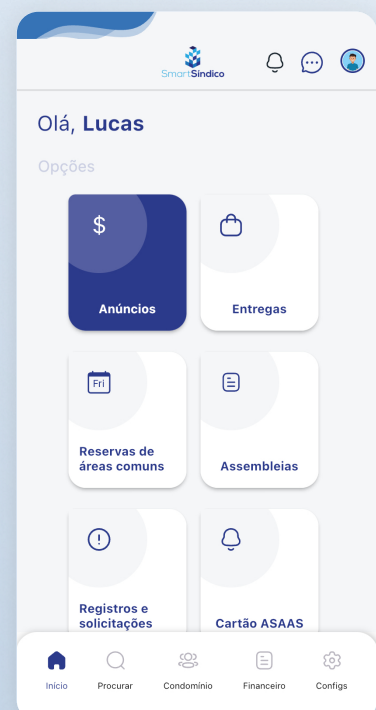 SmartSindico
Olá, Lucas
Opções
$
Anúncios
Entregas
Fri
Reservas de
áreas comuns
Assembleias
Registros e
solicitações
Cartão ASAAS
Início
Procurar
Condomínio
Financeiro
Configs